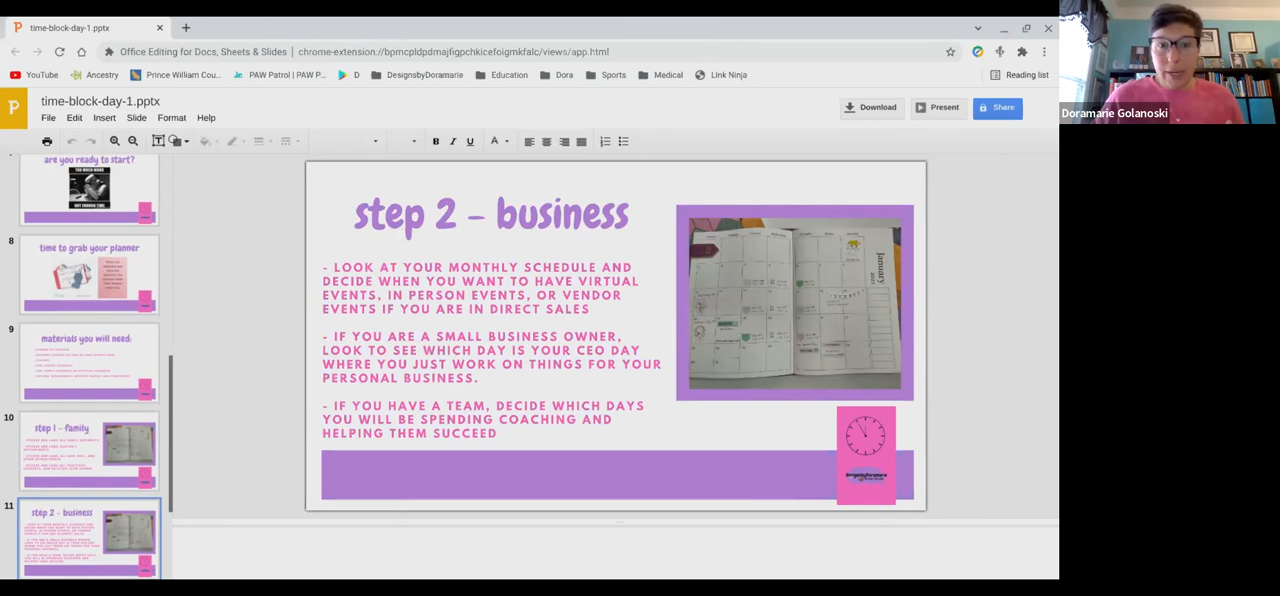 time-block-day-1.pptx
Office Editing for Docs, Sheets & Slides | chrome-extension://bpmcpldpdmajfigpchkicefoigmkfalc/views/app.html
YouTube Ancestry Prince William Cou... PAW Patrol | PAW P... D DesignsbyDoramarie Education Dora Sports Medical Link Ninja Reading list
Doramarie Golanoski
P time-block-day-1.pptx
File Edit Insert Slide Format Help
Download Present Share
B I U A
are you ready to start?
TOO MUCH WORK
NOT ENOUGH TIME
8
time to grab your planner
9
materials you will need:
10
step 1 - family
11
step 2 - business
step 2 - business
- LOOK AT YOUR MONTHLY SCHEDULE AND
DECIDE WHEN YOU WANT TO HAVE VIRTUAL
EVENTS, IN PERSON EVENTS, OR VENDOR
EVENTS IF YOU ARE IN DIRECT SALES
- IF YOU ARE A SMALL BUSINESS OWNER,
LOOK TO SEE WHICH DAY IS YOUR CEO DAY
WHERE YOU JUST WORK ON THINGS FOR YOUR
PERSONAL BUSINESS.
- IF YOU HAVE A TEAM, DECIDE WHICH DAYS
YOU WILL BE SPENDING COACHING AND
HELPING THEM SUCCEED
January
DesignsbyDoramarie